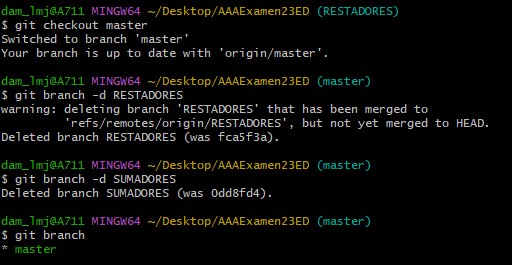 dam_lmj@A711 MINGW64 ~/Desktop/AAAExamen23ED (RESTADORES)
$ git checkout master
Switched to branch 'master'
Your branch is up to date with 'origin/master'.
dam_lmj@A711 MINGW64 ~/Desktop/AAAExamen23ED (master)
$ git branch -d RESTADORES
warning: deleting branch 'RESTADORES' that has been merged to
'refs/remotes/origin/RESTADORES', but not yet merged to HEAD.
Deleted branch RESTADORES (was fca5f3a).
dam_lmj@A711 MINGW64 ~/Desktop/AAAExamen23ED (master)
$ git branch -d SUMADORES
Deleted branch SUMADORES (was 0dd8fd4).
dam_lmj@A711 MINGW64 ~/Desktop/AAAExamen23ED (master)
$ git branch
* master